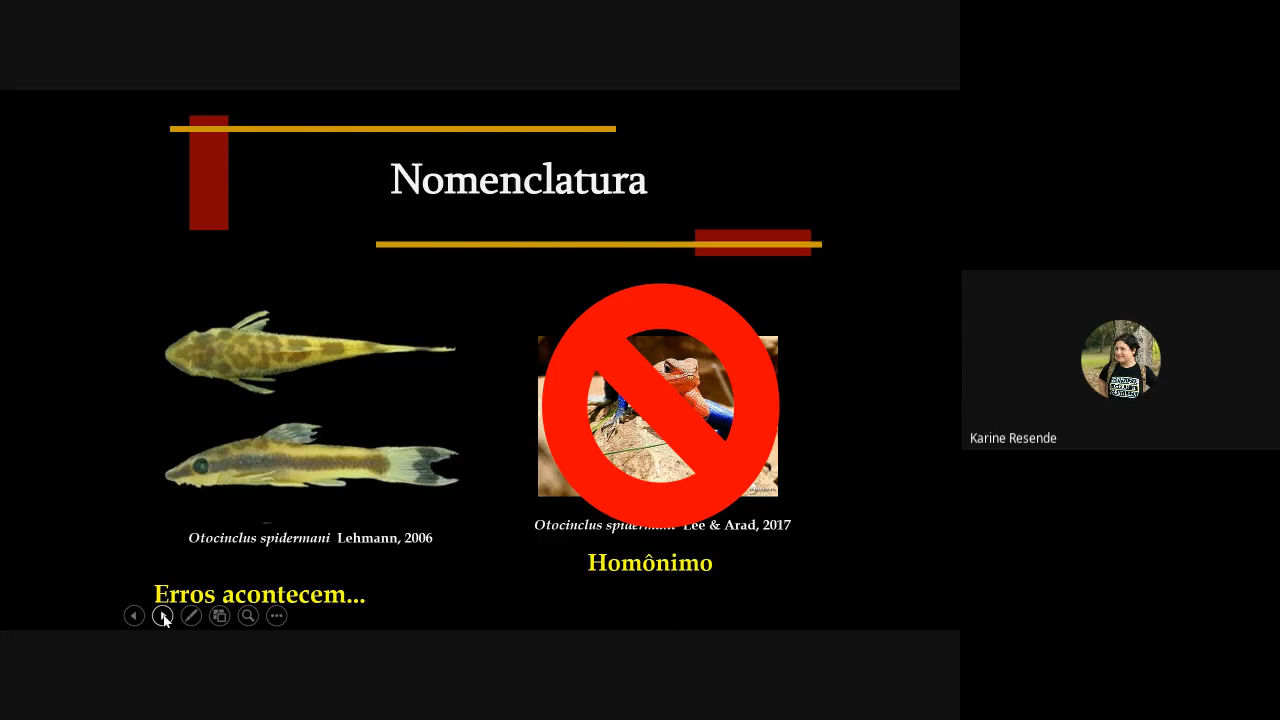 Nomenclatura
Karine Resende
Otocinclus spidermani Lee & Arad, 2017
Otocinclus spidermani Lehmann, 2006
Homônimo
Erros acontecem...